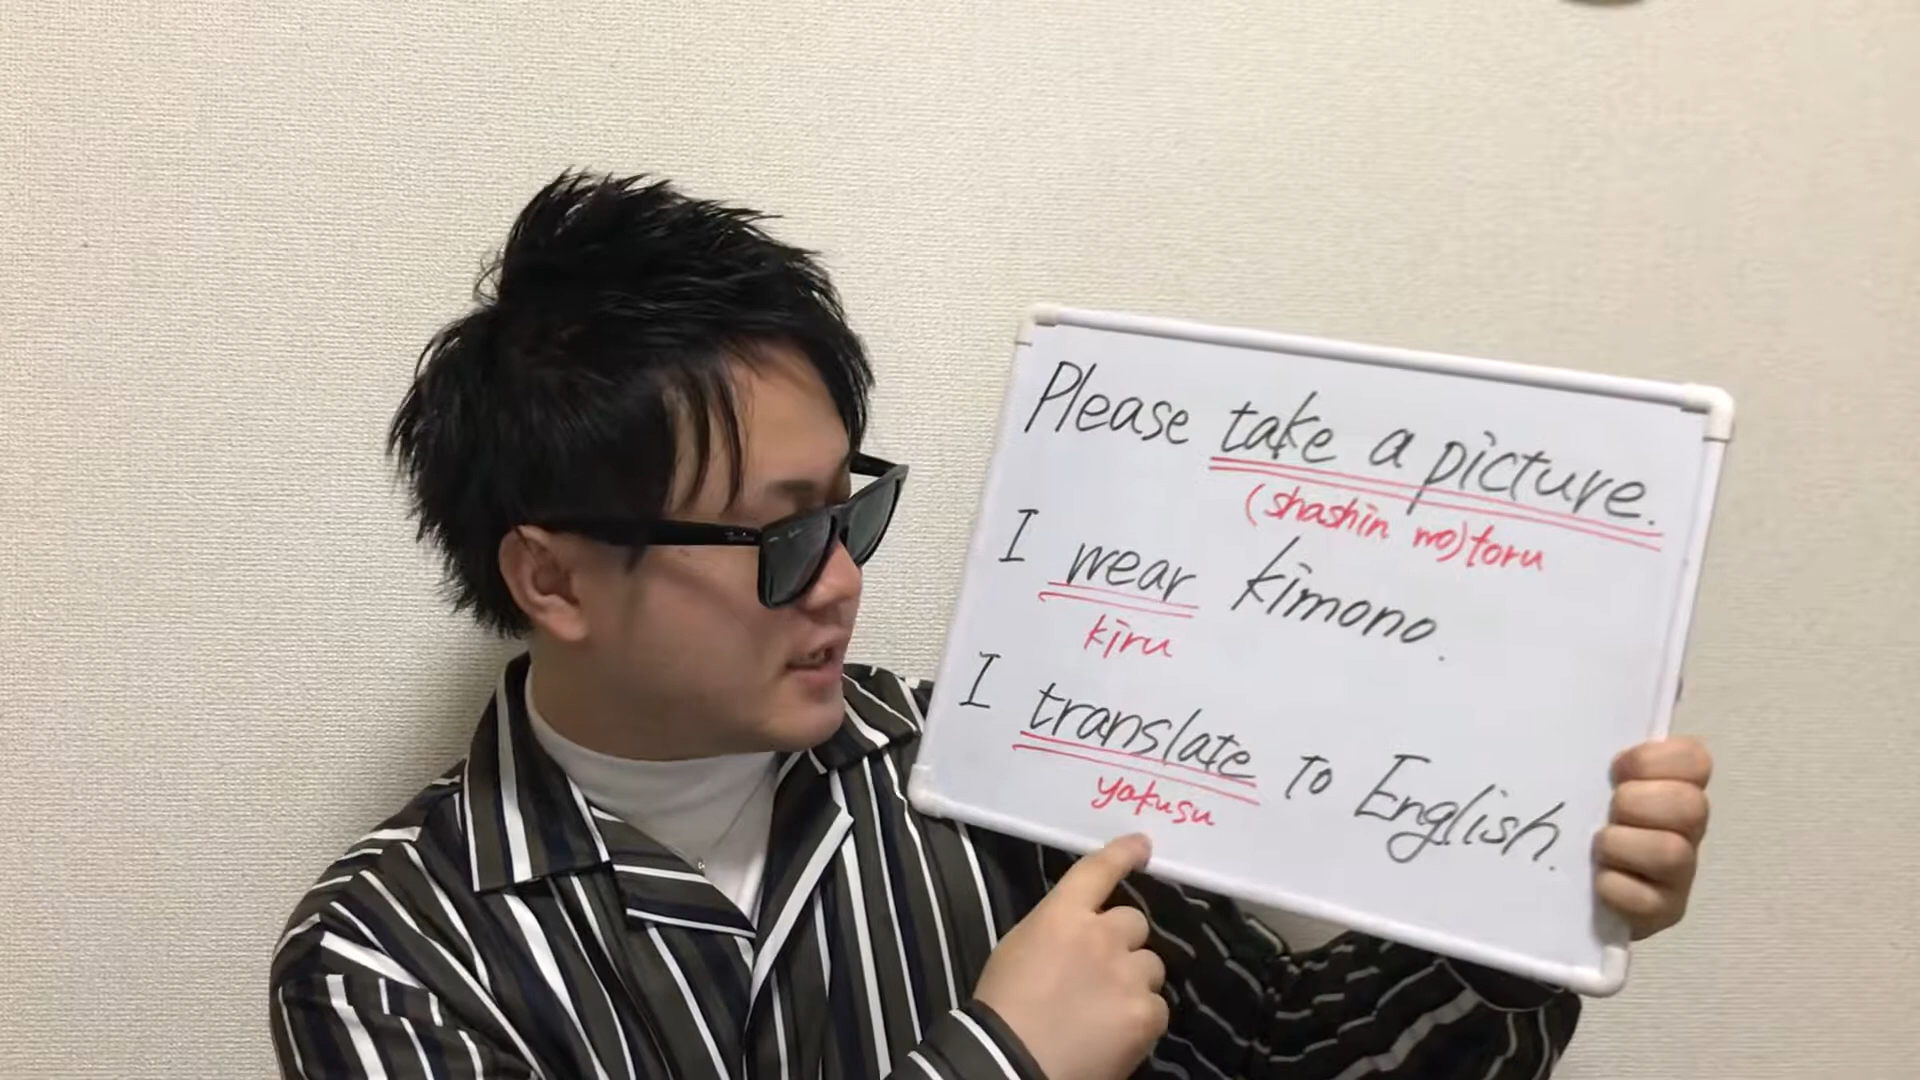 Please take a picture.
(shashin wo)toru
I wear kimono.
kiru
I translate to English.
yakusu